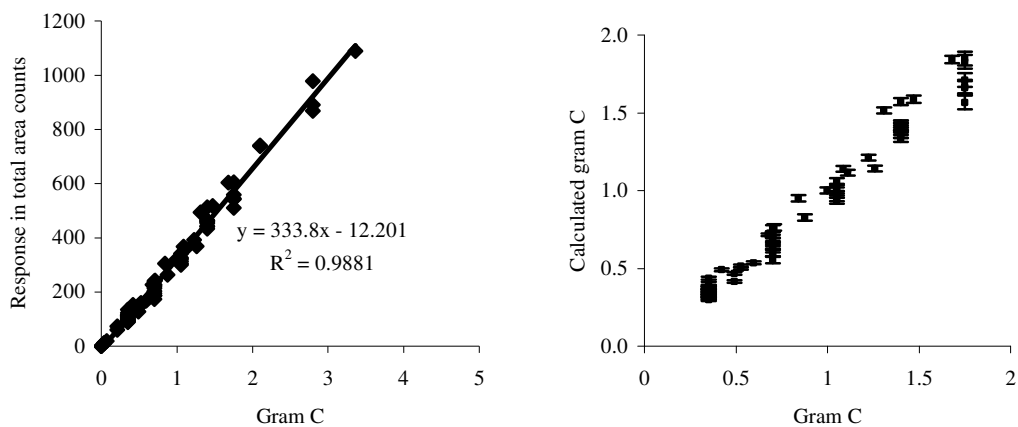 Response in total area counts
1200
1000
800
600
400
200
0
y = 333.8x - 12.201
R² = 0.9881
0 1 2 3 4 5
Gram C
Calculated gram C
2.0
1.5
1.0
0.5
0.0
0 0.5 1 1.5 2
Gram C